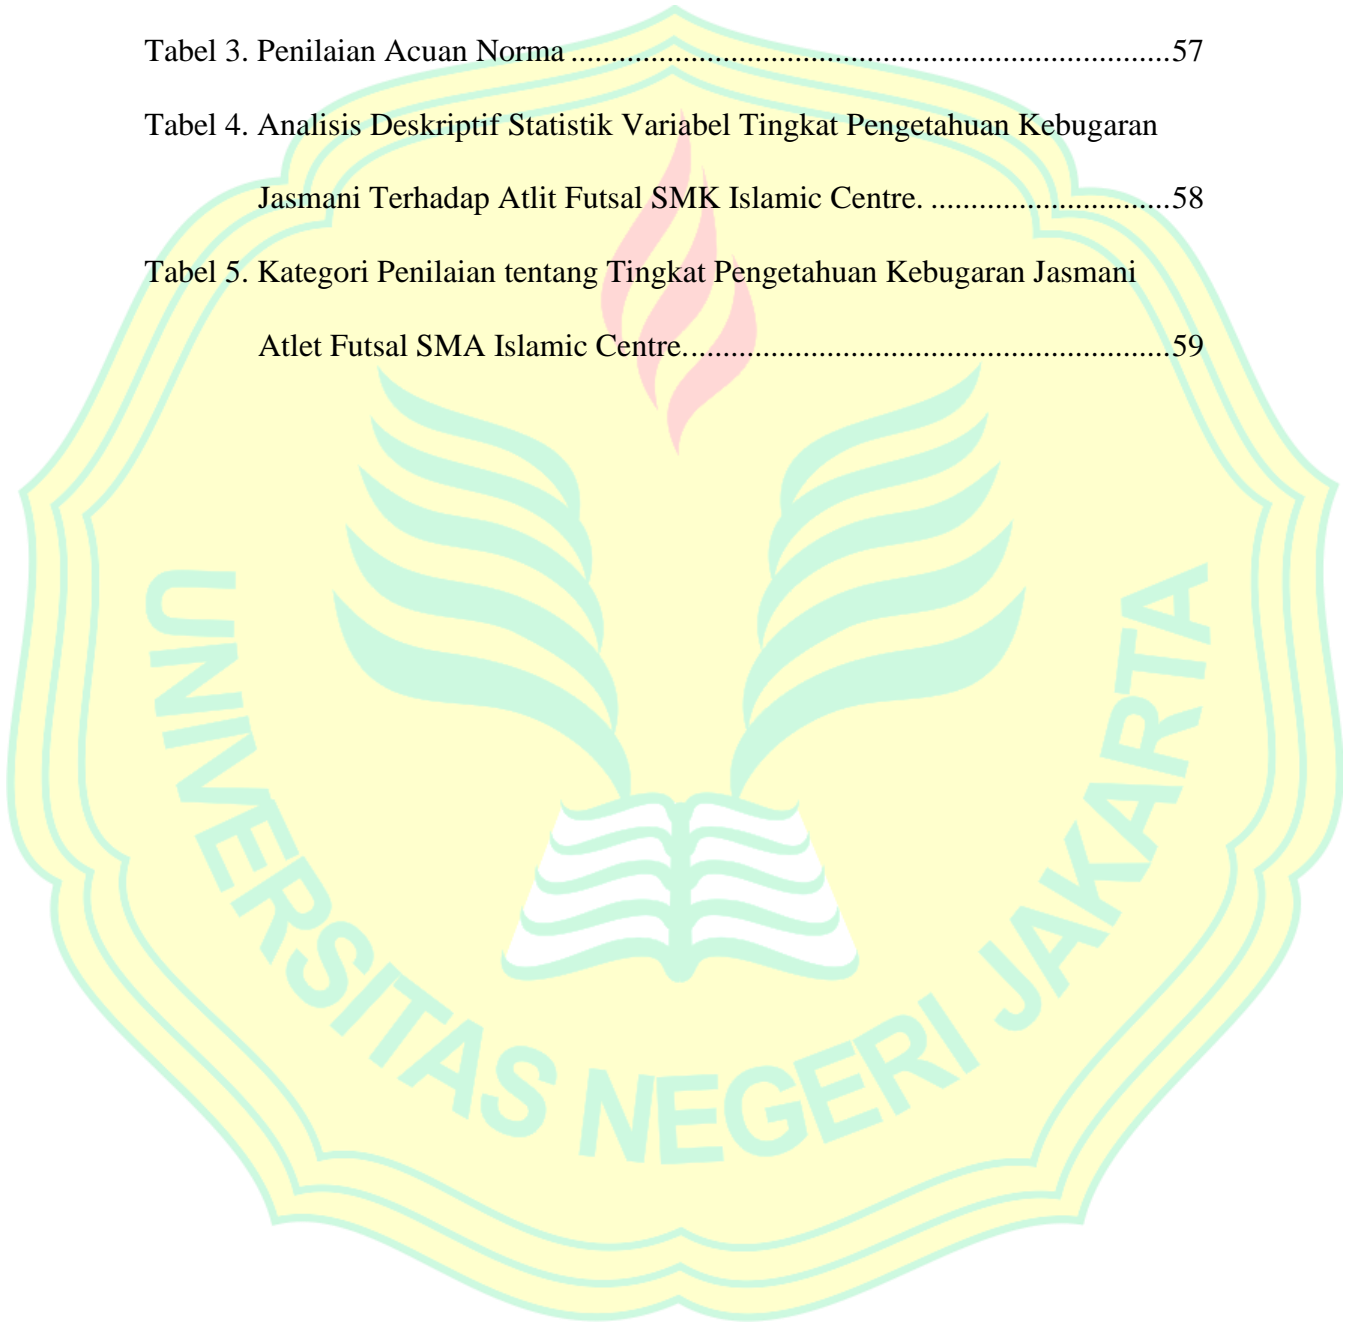 Tabel 3. Penilaian Acuan Norma ...........................................................................57
Tabel 4. Analisis Deskriptif Statistik Variabel Tingkat Pengetahuan Kebugaran
Jasmani Terhadap Atlit Futsal SMK Islamic Centre. ..............................58
Tabel 5. Kategori Penilaian tentang Tingkat Pengetahuan Kebugaran Jasmani
Atlet Futsal SMA Islamic Centre.............................................................59
UNIVERSITAS NEGERI JAKARTA